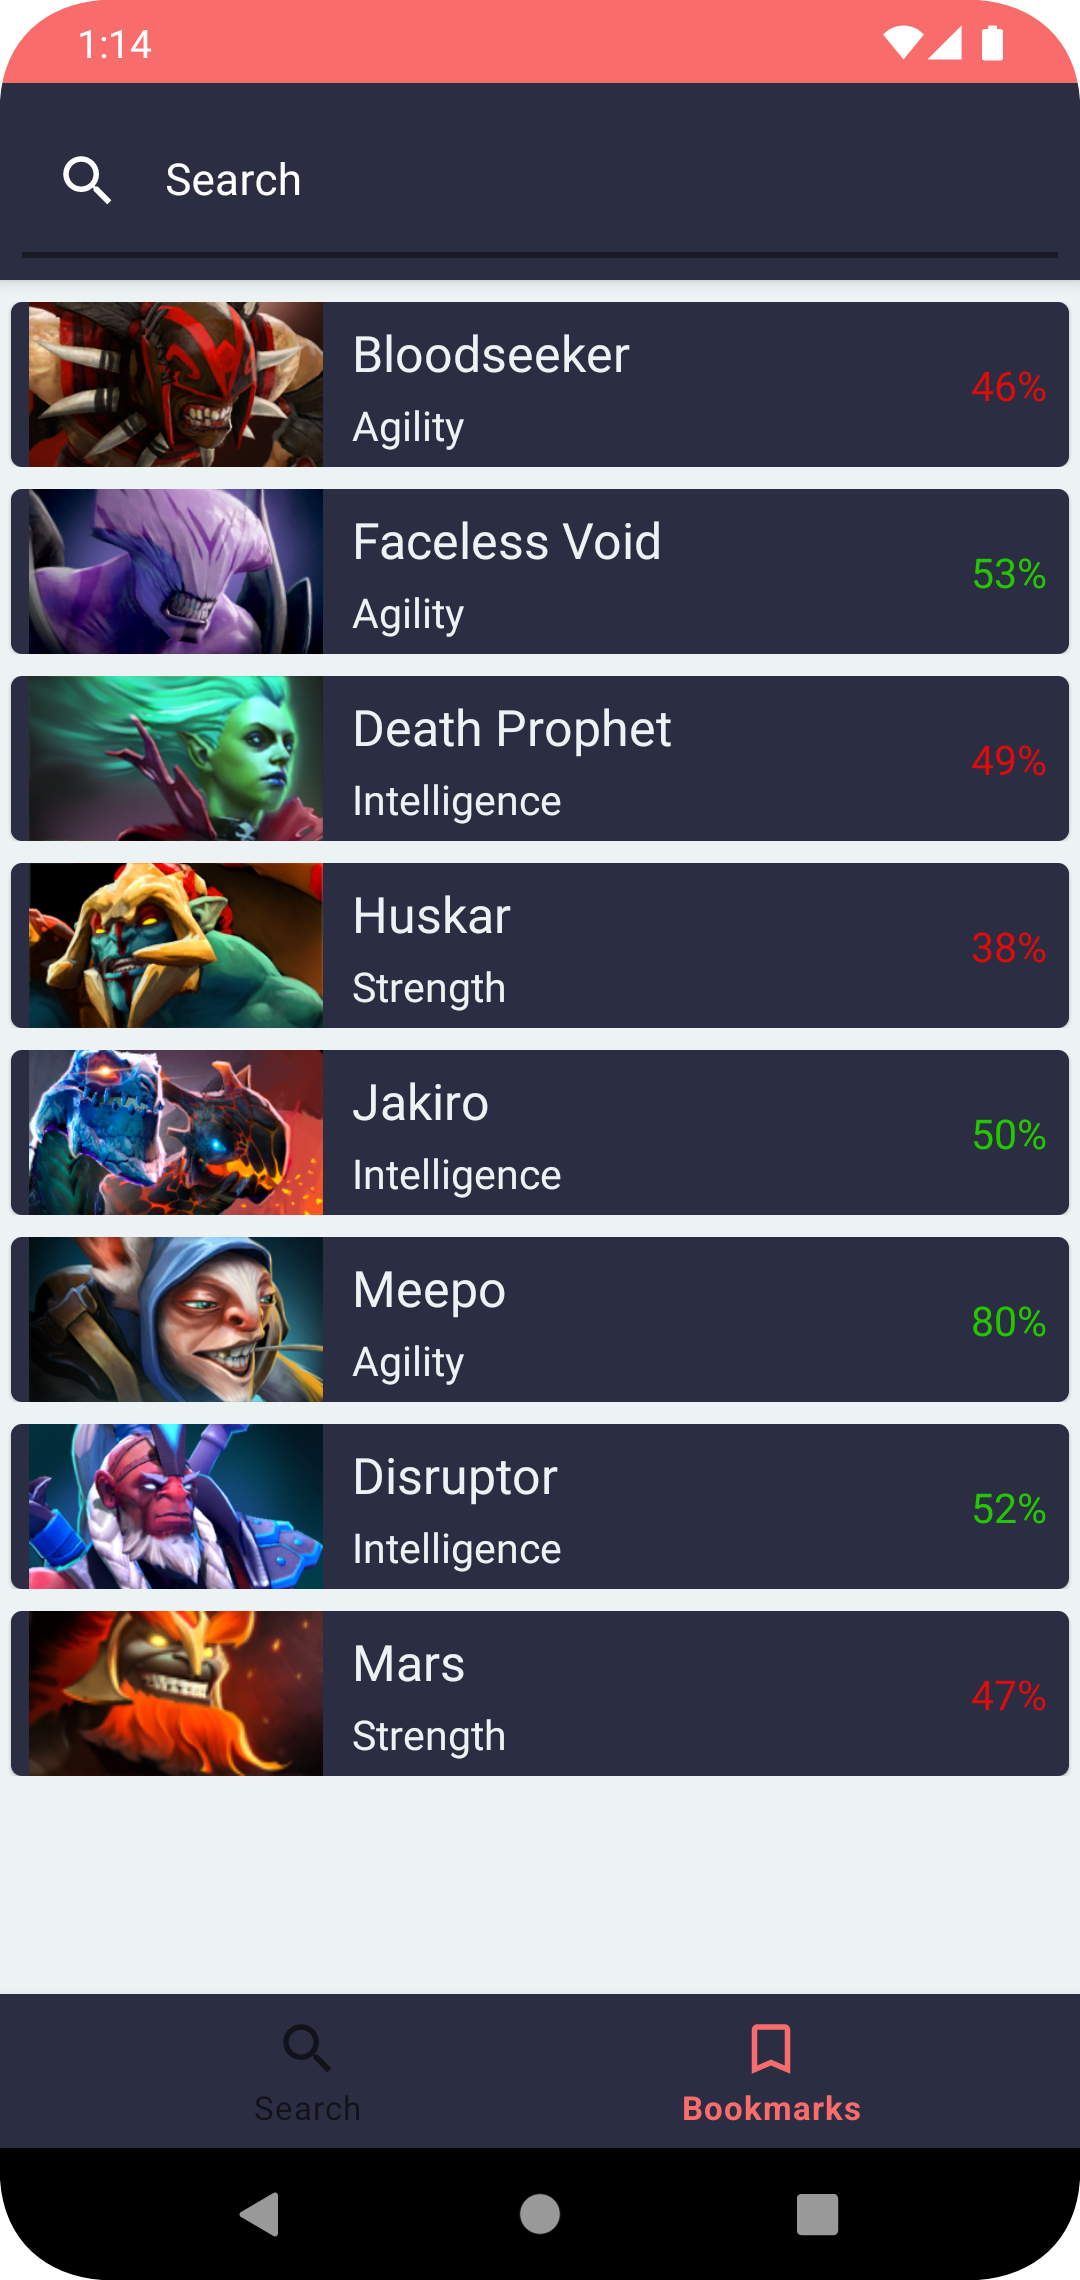 1:14
Search
Bloodseeker
Agility
46%
Faceless Void
Agility
53%
Death Prophet
Intelligence
49%
Huskar
Strength
38%
Jakiro
Intelligence
50%
Meepo
Agility
80%
Disruptor
Intelligence
52%
Mars
Strength
47%
Search
Bookmarks